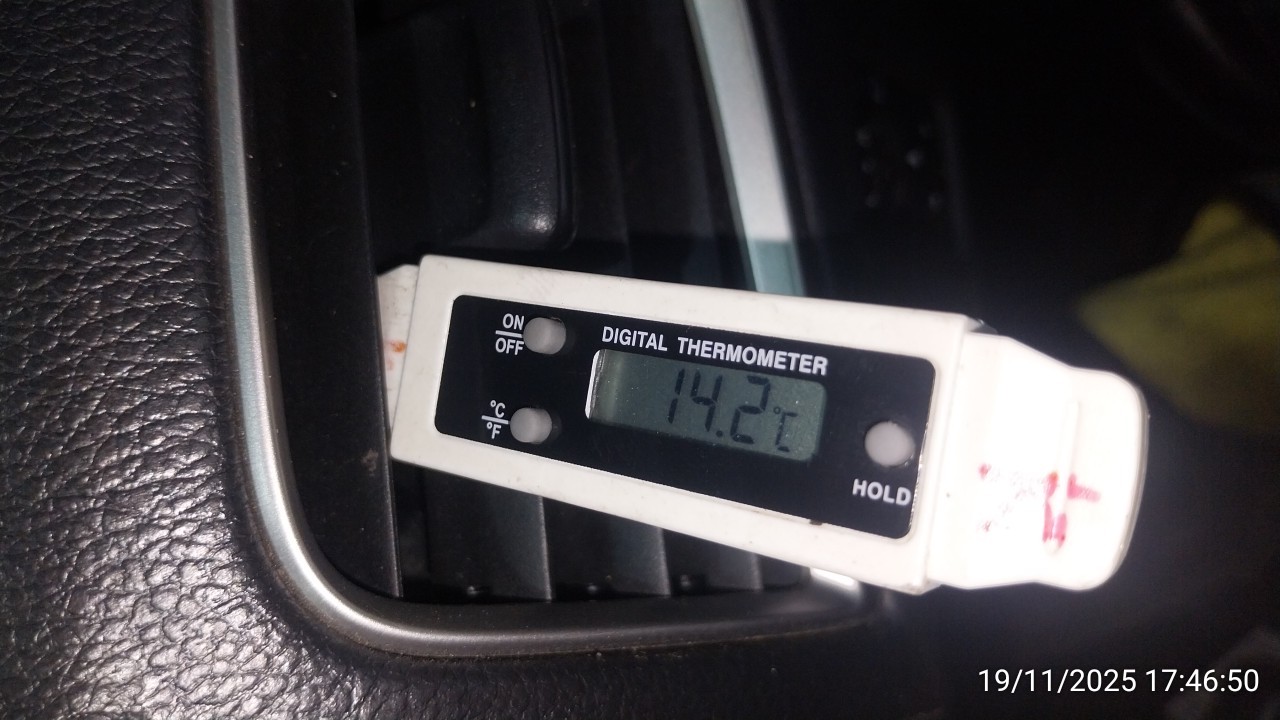 ON
OFF
DIGITAL THERMOMETER
14.2°C
°C
°F
HOLD
19/11/2025 17:46:50